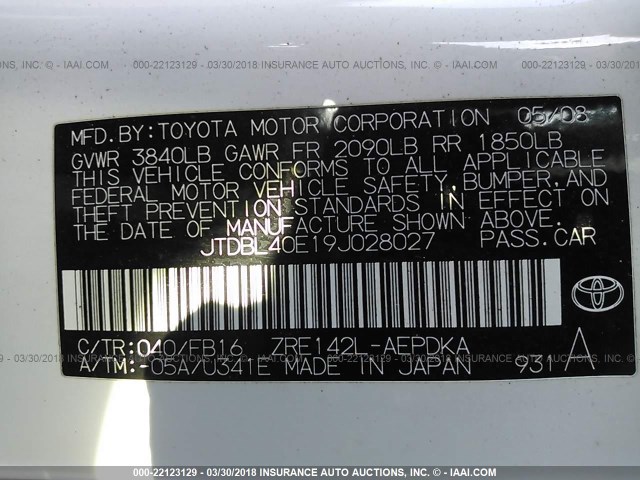 000-22123129 - 03/30/2018 INSURANCE AUTO AUCTIONS, INC. © - IAAI.COM
MFD.BY:TOYOTA MOTOR CORPORATION 05/08
GVWR 3840LB GAWR FR 2090LB RR 1850LB
THIS VEHICLE CONFORMS TO ALL APPLICABLE
FEDERAL MOTOR VEHICLE SAFETY,BUMPER,AND
THEFT PREVENTION STANDARDS IN EFFECT ON
THE DATE OF MANUFACTURE SHOWN ABOVE.
JTDBL40E19J028027 PASS.CAR
C/TR:040/FB16 ZRE142L-AEPDKA A
A/TM:-05A/U341E MADE IN JAPAN 931
000-22123129 - 03/30/2018 INSURANCE AUTO AUCTIONS, INC. © - IAAI.COM